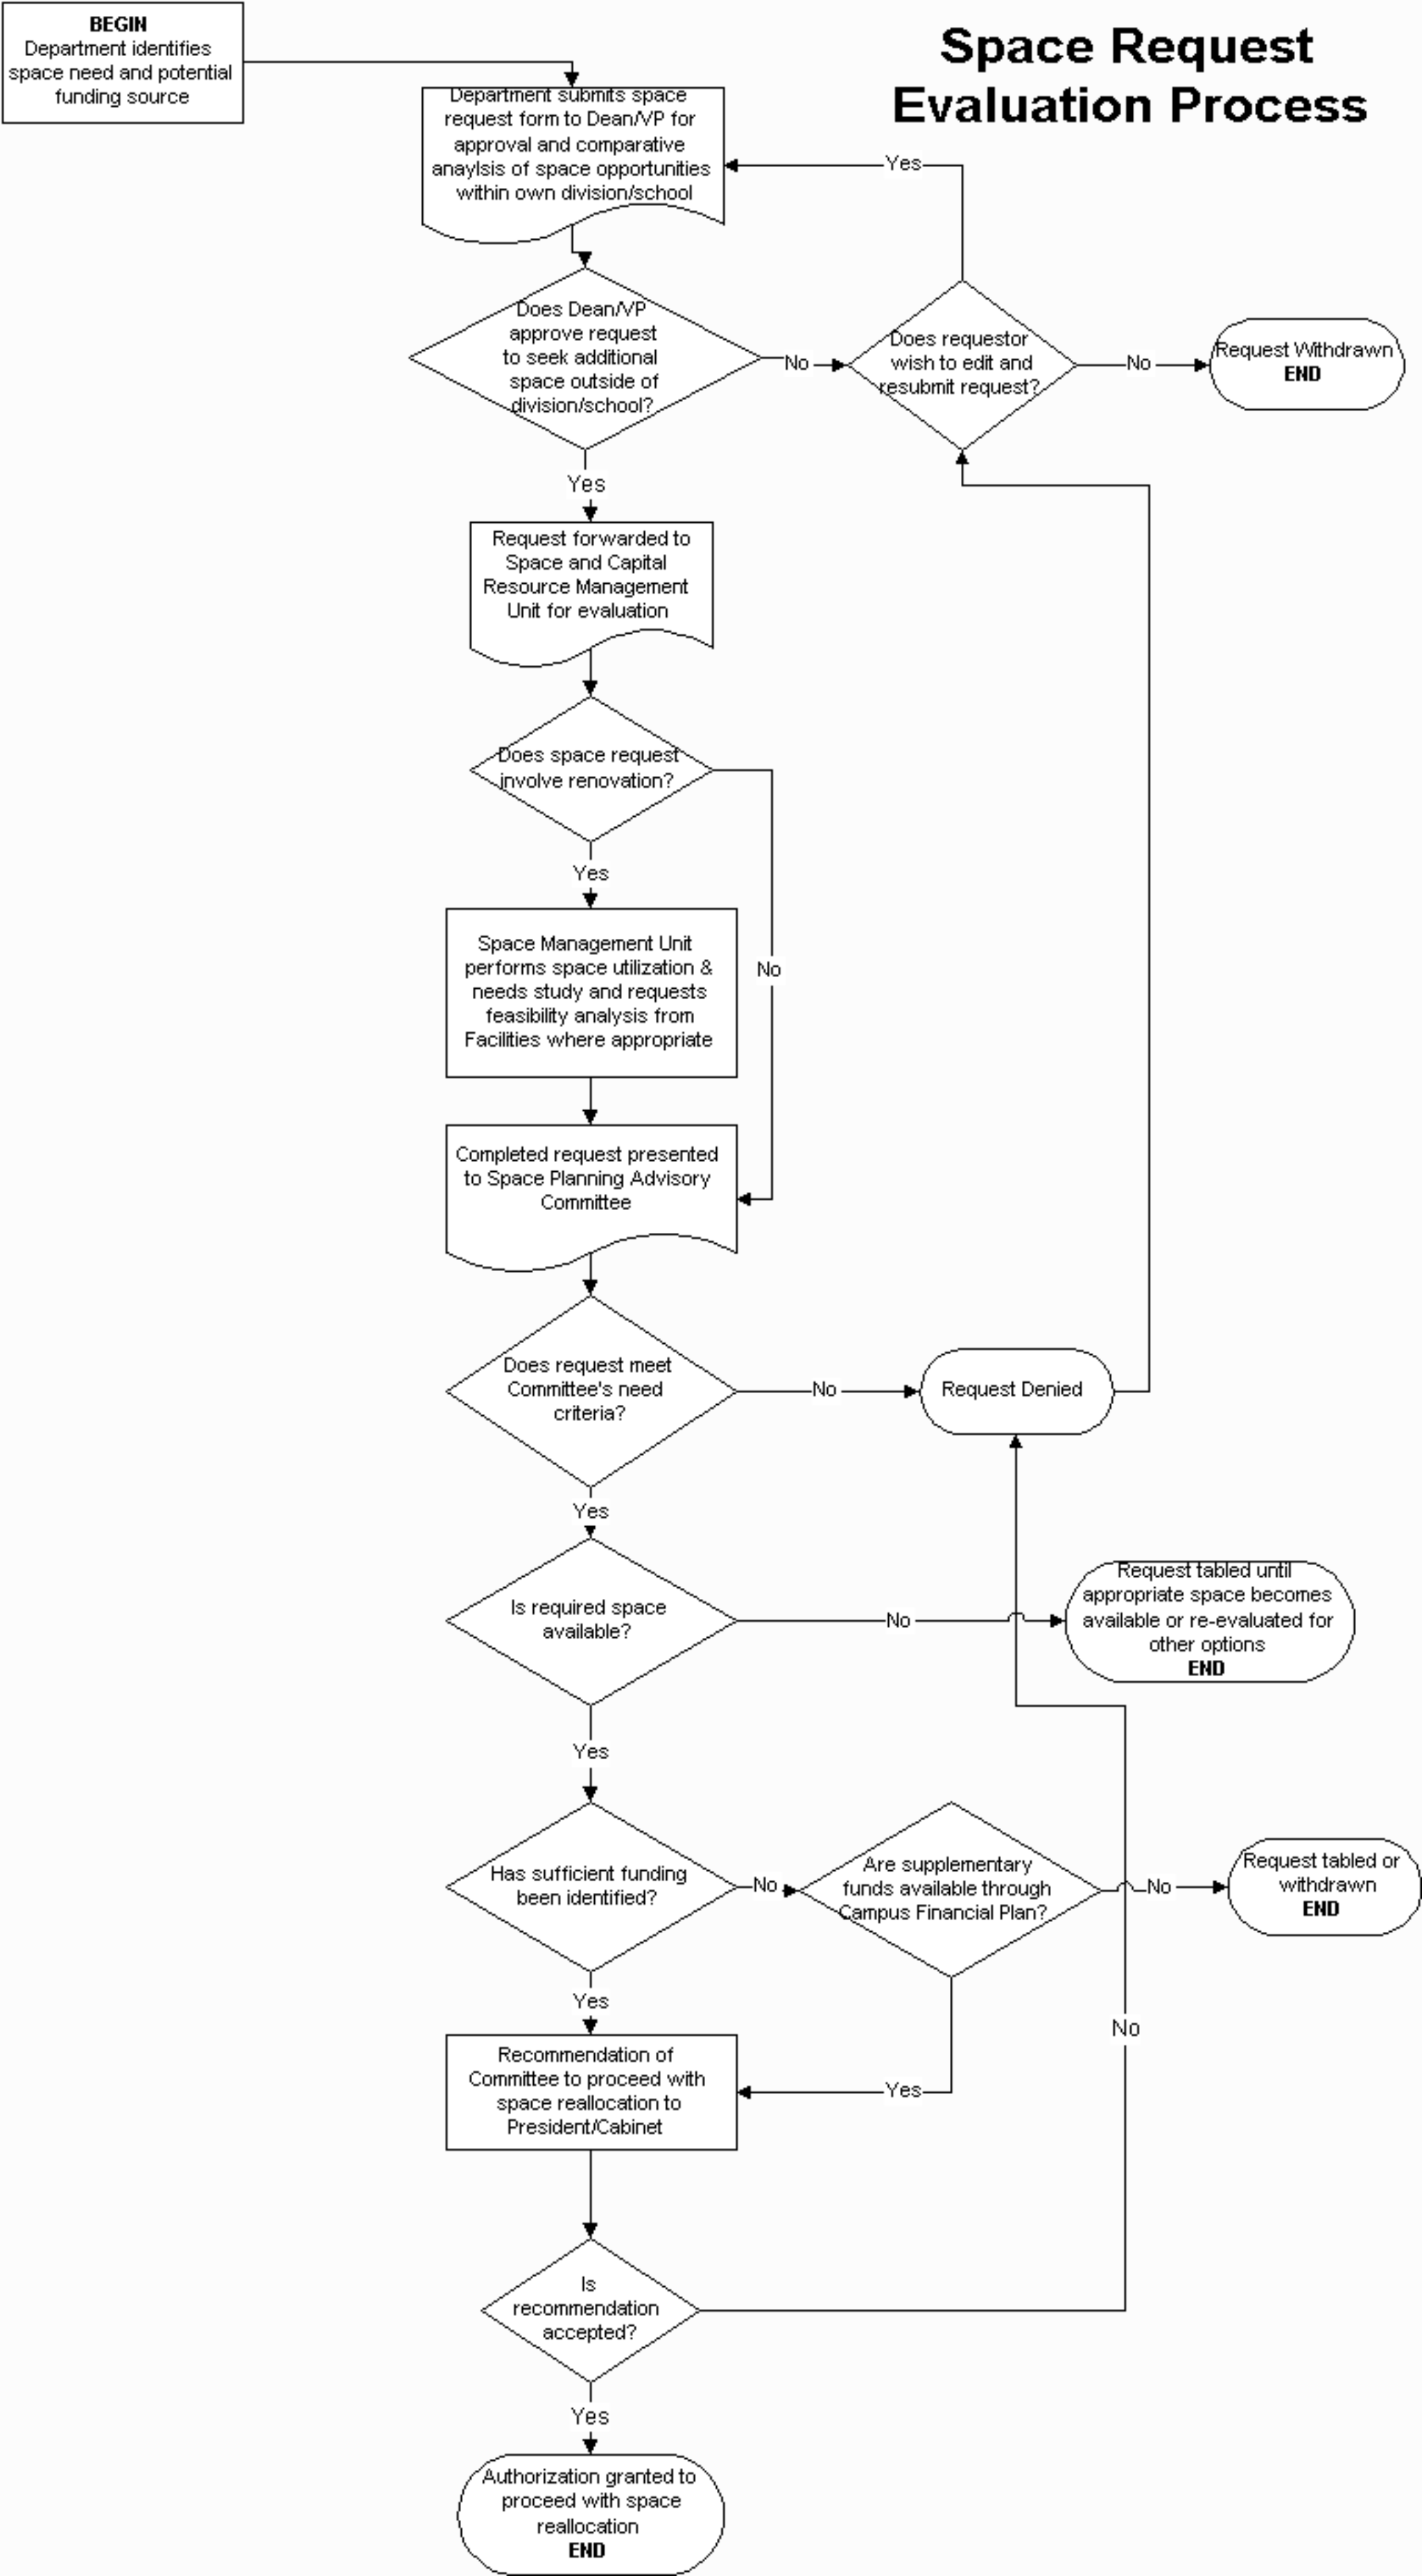 BEGIN
Department identifies
space need and potential
funding source
Space Request
Evaluation Process
Department submits space
request form to Dean/VP for
approval and comparative
anaylsis of space opportunities
within own division/school
Yes
Does Dean/VP
approve request
to seek additional
space outside of
division/school?
No
Does requestor
wish to edit and
resubmit request?
No
Request Withdrawn
END
Yes
Request forwarded to
Space and Capital
Resource Management
Unit for evaluation
Does space request
involve renovation?
Yes
No
Space Management Unit
performs space utilization &
needs study and requests
feasibility analysis from
Facilities where appropriate
Completed request presented
to Space Planning Advisory
Committee
Does request meet
Committee's need
criteria?
No
Request Denied
Yes
Is required space
available?
No
Request tabled until
appropriate space becomes
available or re-evaluated for
other options
END
Yes
Has sufficient funding
been identified?
No
Are supplementary
funds available through
Campus Financial Plan?
No
Request tabled or
withdrawn
END
Yes
No
Recommendation of
Committee to proceed with
space reallocation to
President/Cabinet
Yes
Is
recommendation
accepted?
Yes
Authorization granted to
proceed with space
reallocation
END